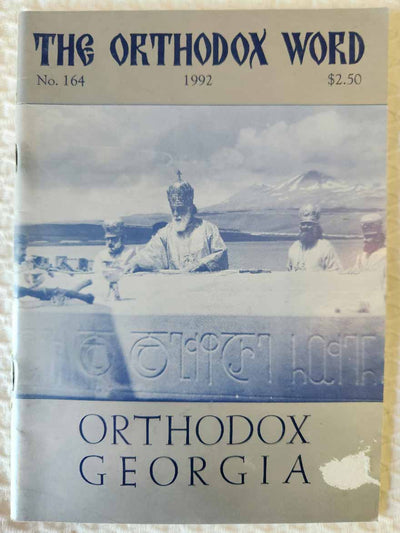 THE ORTHODOX WORD
No. 164 1992 $2.50
ORTHODOX
GEORGIA